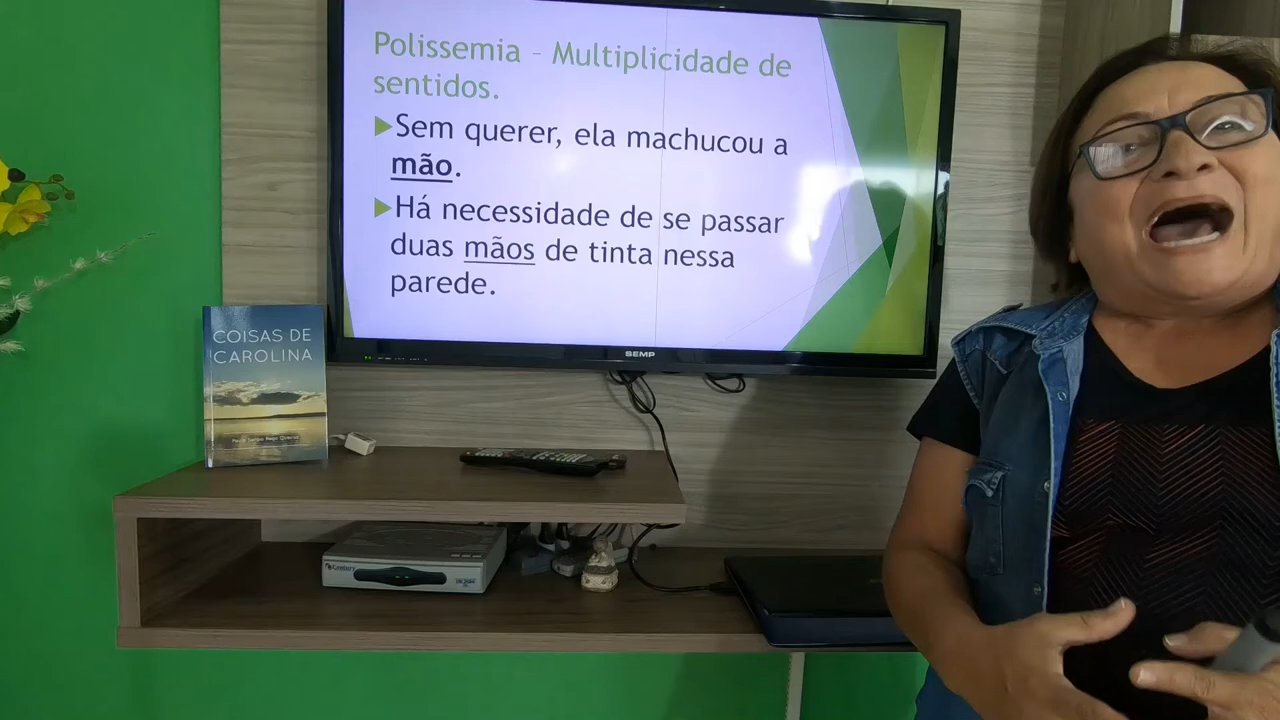 Polissemia - Multiplicidade de
sentidos.
Sem querer, ela machucou a
mão.
Há necessidade de se passar
duas mãos de tinta nessa
parede.
SEMP
COISAS DE
CAROLINA